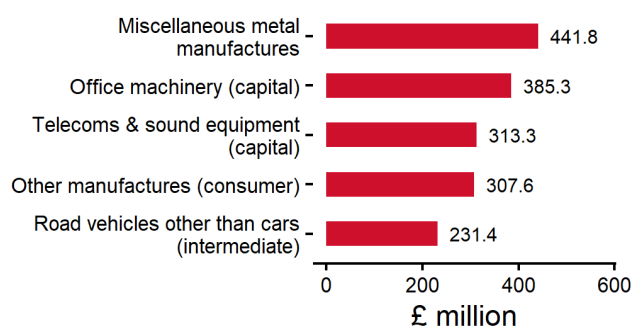 Miscellaneous metal
manufactures
441.8
Office machinery (capital)
385.3
Telecoms & sound equipment
(capital)
313.3
Other manufactures (consumer)
307.6
Road vehicles other than cars
(intermediate)
231.4
0 200 400 600
£ million